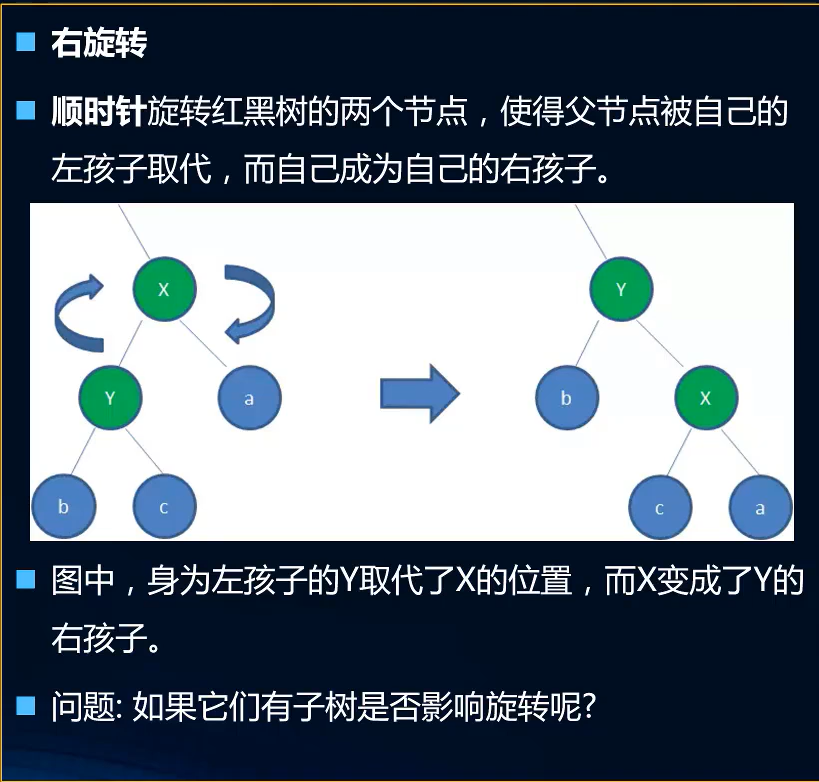 右旋转
顺时针旋转红黑树的两个节点，使得父节点被自己的
左孩子取代，而自己成为自己的右孩子。
X
Y
Y
a
b
X
b
c
c
a
图中，身为左孩子的Y取代了X的位置，而X变成了Y的
右孩子。
问题: 如果它们有子树是否影响旋转呢?